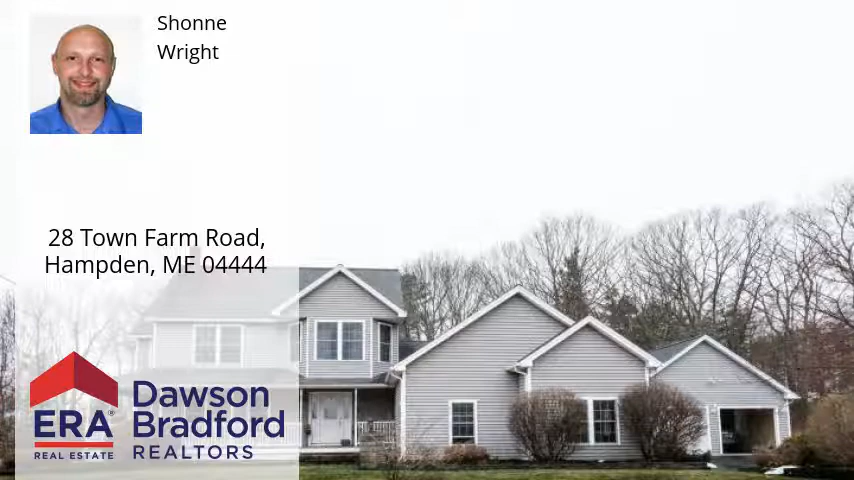 Shonne
Wright
28 Town Farm Road,
Hampden, ME 04444
ERA®
REAL ESTATE
Dawson
Bradford
REALTORS